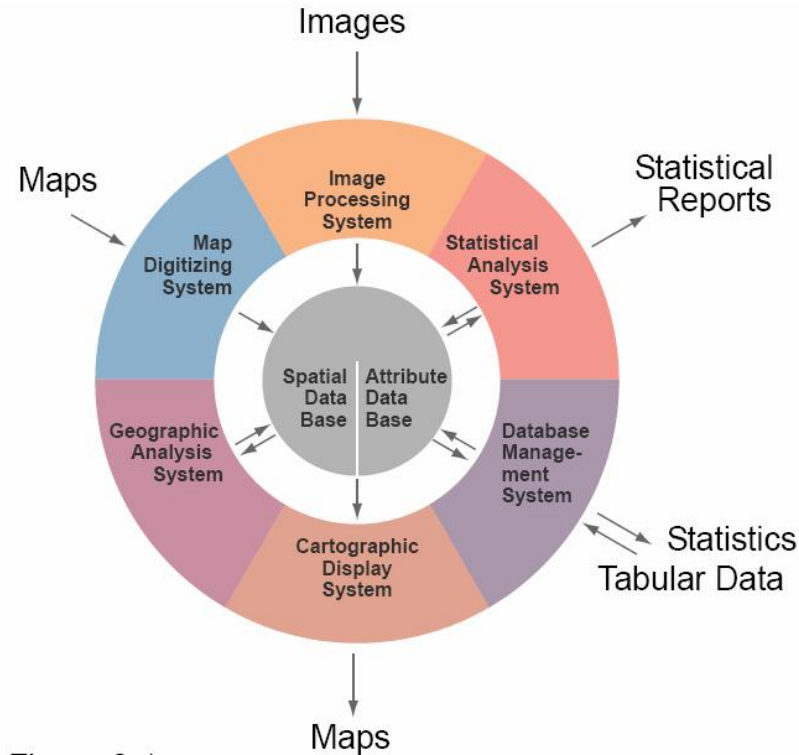 Images
Maps
Statistical
Reports
Image
Processing
System
Map
Digitizing
System
Statistical
Analysis
System
Spatial
Data
Base
Attribute
Data
Base
Geographic
Analysis
System
Database
Manage-
ment
System
Cartographic
Display
System
Statistics
Tabular Data
Maps